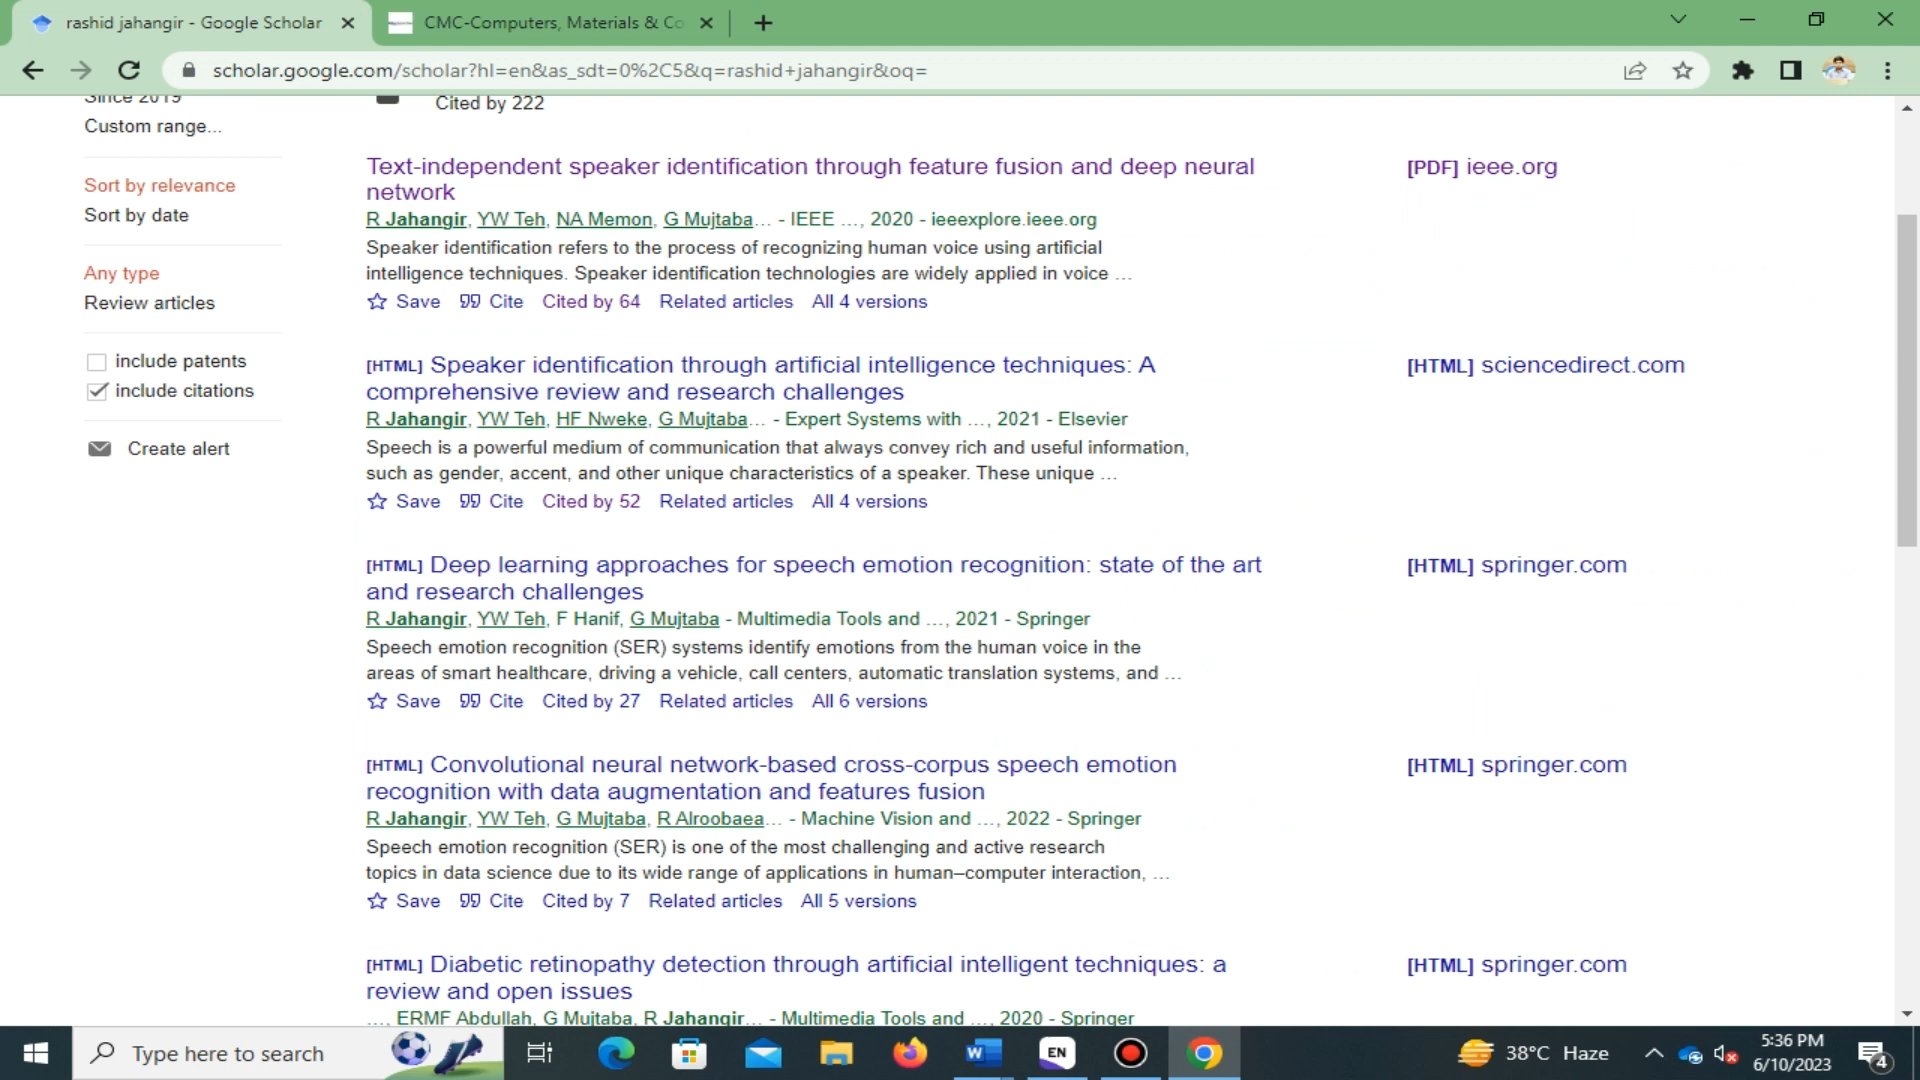 rashid jahangir - Google Scholar
CMC-Computers, Materials & Co
scholar.google.com/scholar?hl=en&as_sdt=0%2C5&q=rashid+jahangir&oq=
Since 2019
Custom range...
Sort by relevance
Sort by date
Any type
Review articles
include patents
include citations
Create alert
Cited by 222
Text-independent speaker identification through feature fusion and deep neural
network
R Jahangir, YW Teh, NA Memon, G Mujtaba… - IEEE …, 2020 - ieeexplore.ieee.org
Speaker identification refers to the process of recognizing human voice using artificial
intelligence techniques. Speaker identification technologies are widely applied in voice …
Save Cite Cited by 64 Related articles All 4 versions
[PDF] ieee.org
[HTML] Speaker identification through artificial intelligence techniques: A
comprehensive review and research challenges
R Jahangir, YW Teh, HF Nweke, G Mujtaba… - Expert Systems with …, 2021 - Elsevier
Speech is a powerful medium of communication that always convey rich and useful information,
such as gender, accent, and other unique characteristics of a speaker. These unique …
Save Cite Cited by 52 Related articles All 4 versions
[HTML] sciencedirect.com
[HTML] Deep learning approaches for speech emotion recognition: state of the art
and research challenges
R Jahangir, YW Teh, F Hanif, G Mujtaba - Multimedia Tools and …, 2021 - Springer
Speech emotion recognition (SER) systems identify emotions from the human voice in the
areas of smart healthcare, driving a vehicle, call centers, automatic translation systems, and …
Save Cite Cited by 27 Related articles All 6 versions
[HTML] springer.com
[HTML] Convolutional neural network-based cross-corpus speech emotion
recognition with data augmentation and features fusion
R Jahangir, YW Teh, G Mujtaba, R Alroobaea… - Machine Vision and …, 2022 - Springer
Speech emotion recognition (SER) is one of the most challenging and active research
topics in data science due to its wide range of applications in human–computer interaction, …
Save Cite Cited by 7 Related articles All 5 versions
[HTML] springer.com
[HTML] Diabetic retinopathy detection through artificial intelligent techniques: a
review and open issues
…, ERMF Abdullah, G Mujtaba, R Jahangir… - Multimedia Tools and …, 2020 - Springer
[HTML] springer.com
Type here to search
W
EN
38°C Haze
5:36 PM
6/10/2023
4